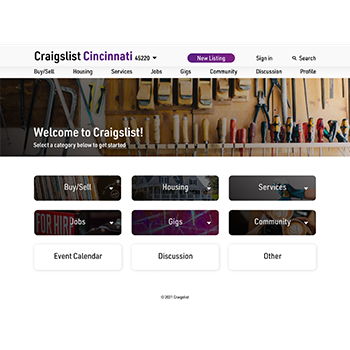 Craigslist Cincinnati 45220 New Listing Sign in Search
Buy/Sell Housing Services Jobs Gigs Community Discussion Profile
Welcome to Craigslist!
Select a category below to get started
Buy/Sell Housing Services
FOR HIRE
Jobs Gigs Community
Event Calendar Discussion Other
© 2021 Craigslist